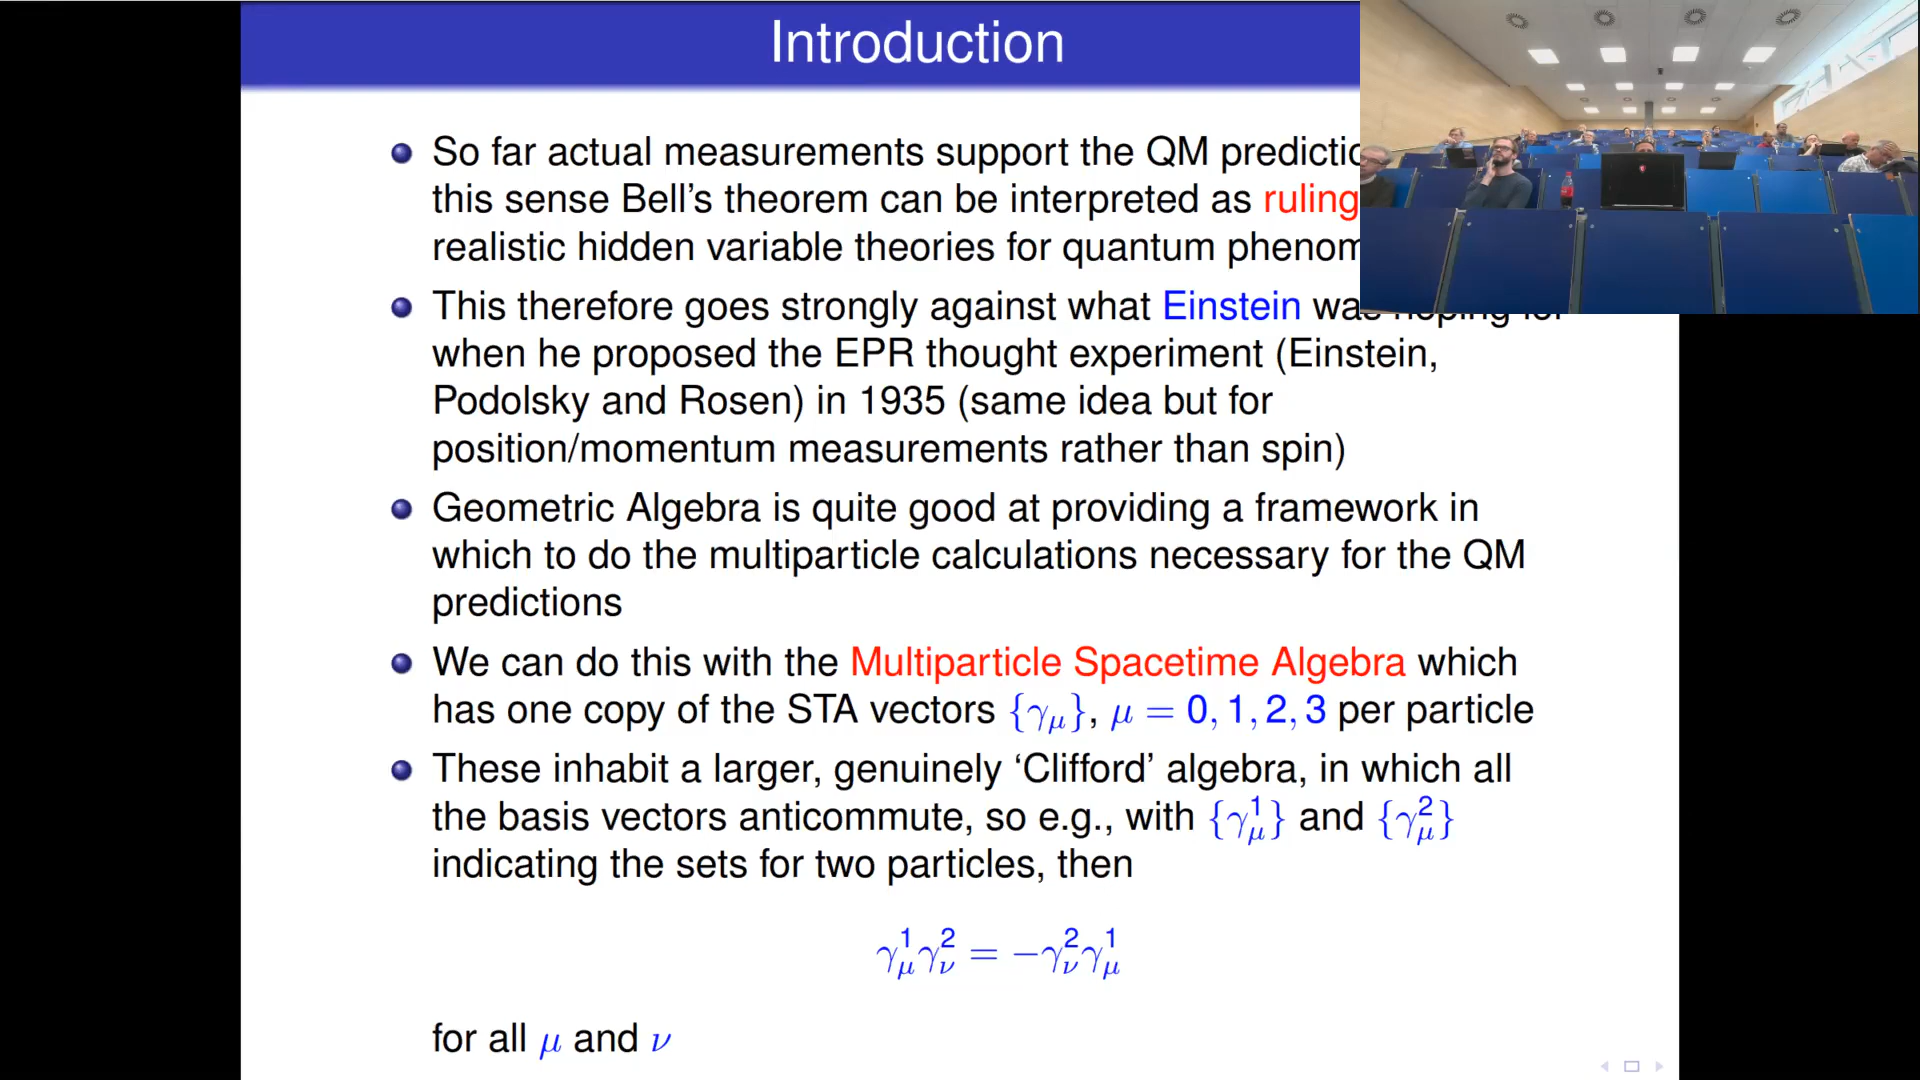 Introduction
So far actual measurements support the QM
this sense Bell's theorem can be interpreted as ruling
realistic hidden variable theories for quantum
This therefore goes strongly against what Einstein was hoping for
when he proposed the EPR thought experiment (Einstein,
Podolsky and Rosen) in 1935 (same idea but for
position/momentum measurements rather than spin)
Geometric Algebra is quite good at providing a framework in
which to do the multiparticle calculations necessary for the QM
predictions
We can do this with the Multiparticle Spacetime Algebra which
has one copy of the STA vectors {γ_μ}, μ = 0, 1, 2, 3 per particle
These inhabit a larger, genuinely ‘Clifford’ algebra, in which all
the basis vectors anticommute, so e.g., with {γ^1_μ} and {γ^2_μ}
indicating the sets for two particles, then
γ^1_μ γ^2_ν = −γ^2_ν γ^1_μ
for all μ and ν